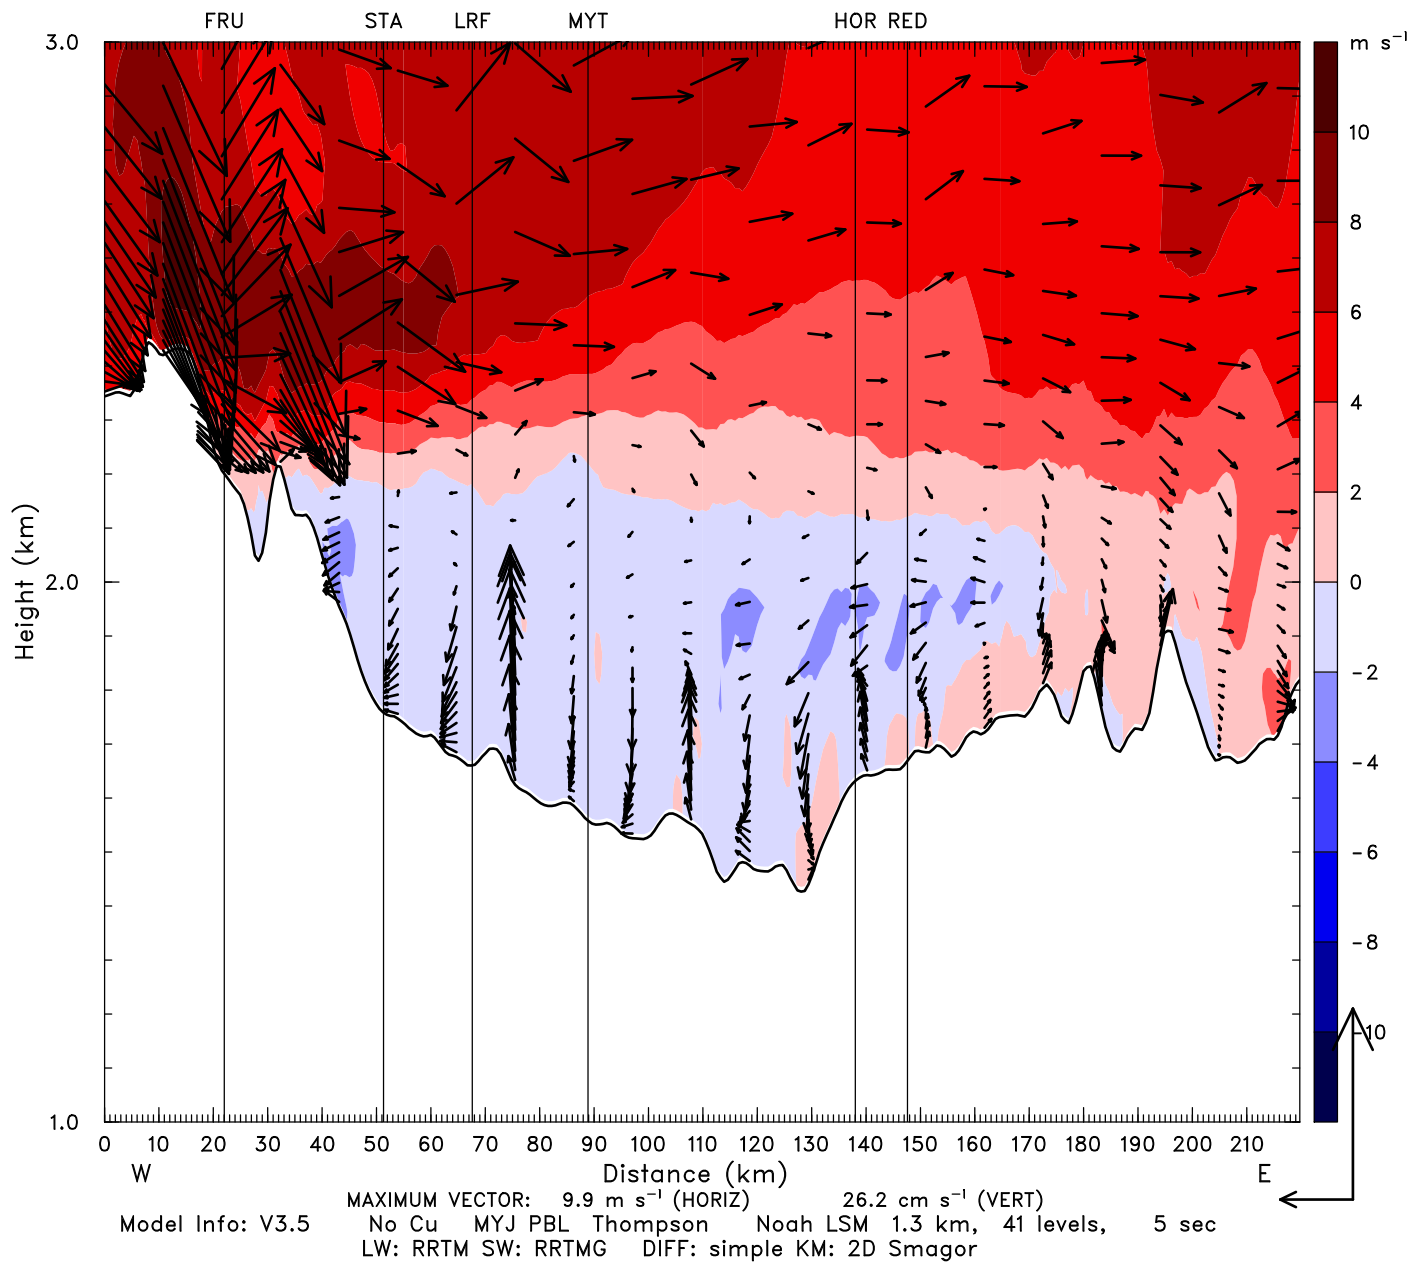 FRU STA LRF MYT HOR RED
3.0
m s⁻¹
10
8
6
4
2
2.0
0
-2
-4
-6
-8
-10
1.0
Height (km)
0 10 20 30 40 50 60 70 80 90 100 110 120 130 140 150 160 170 180 190 200 210
W Distance (km) E
MAXIMUM VECTOR: 9.9 m s⁻¹ (HORIZ) 26.2 cm s⁻¹ (VERT)
Model Info: V3.5 No Cu MYJ PBL Thompson Noah LSM 1.3 km, 41 levels, 5 sec
LW: RRTM SW: RRTMG DIFF: simple KM: 2D Smagor